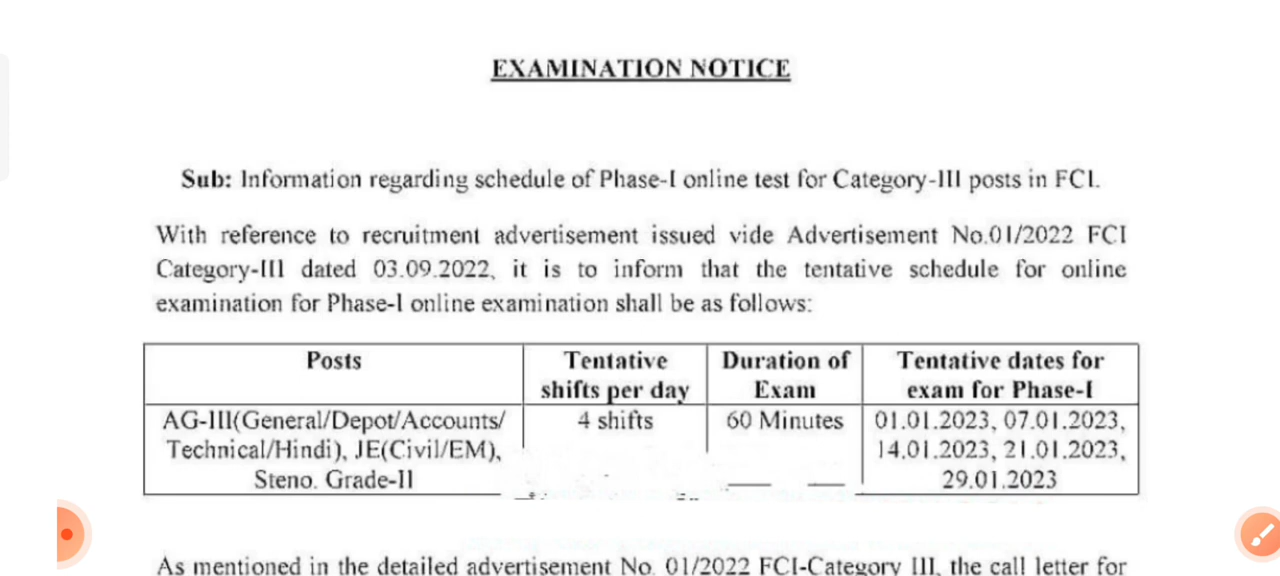 EXAMINATION NOTICE
Sub: Information regarding schedule of Phase-I online test for Category-III posts in FCI.
With reference to recruitment advertisement issued vide Advertisement No.01/2022 FCI
Category-III dated 03.09.2022, it is to inform that the tentative schedule for online
examination for Phase-I online examination shall be as follows:
Posts
Tentative
shifts per day
Duration of
Exam
Tentative dates for
exam for Phase-I
AG-III(General/Depot/Accounts/
Technical/Hindi), JE(Civil/EM),
Steno. Grade-II
4 shifts
60 Minutes
01.01.2023, 07.01.2023,
14.01.2023, 21.01.2023,
29.01.2023
As mentioned in the detailed advertisement No. 01/2022 FCI-Category III, the call letter for